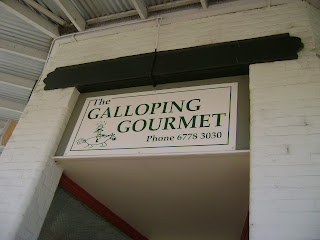 The
GALLOPING
GOURMET
Phone 6778 3030